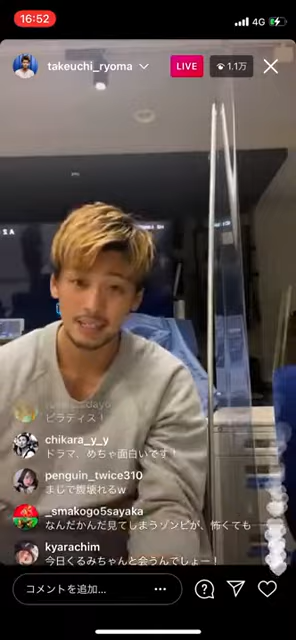 16:52
4G
takeuchi_ryoma
LIVE
1.1万
ピラティス！
chikara_y_y
ドラマ、めちゃ面白いです！
penguin_twice310
まじで腹壊れるw
_smakogo5sayaka
なんだかんだ見てしまうゾンビが、怖くても
kyarachim
今日くるみちゃんと会うんでしょー！
コメントを追加...